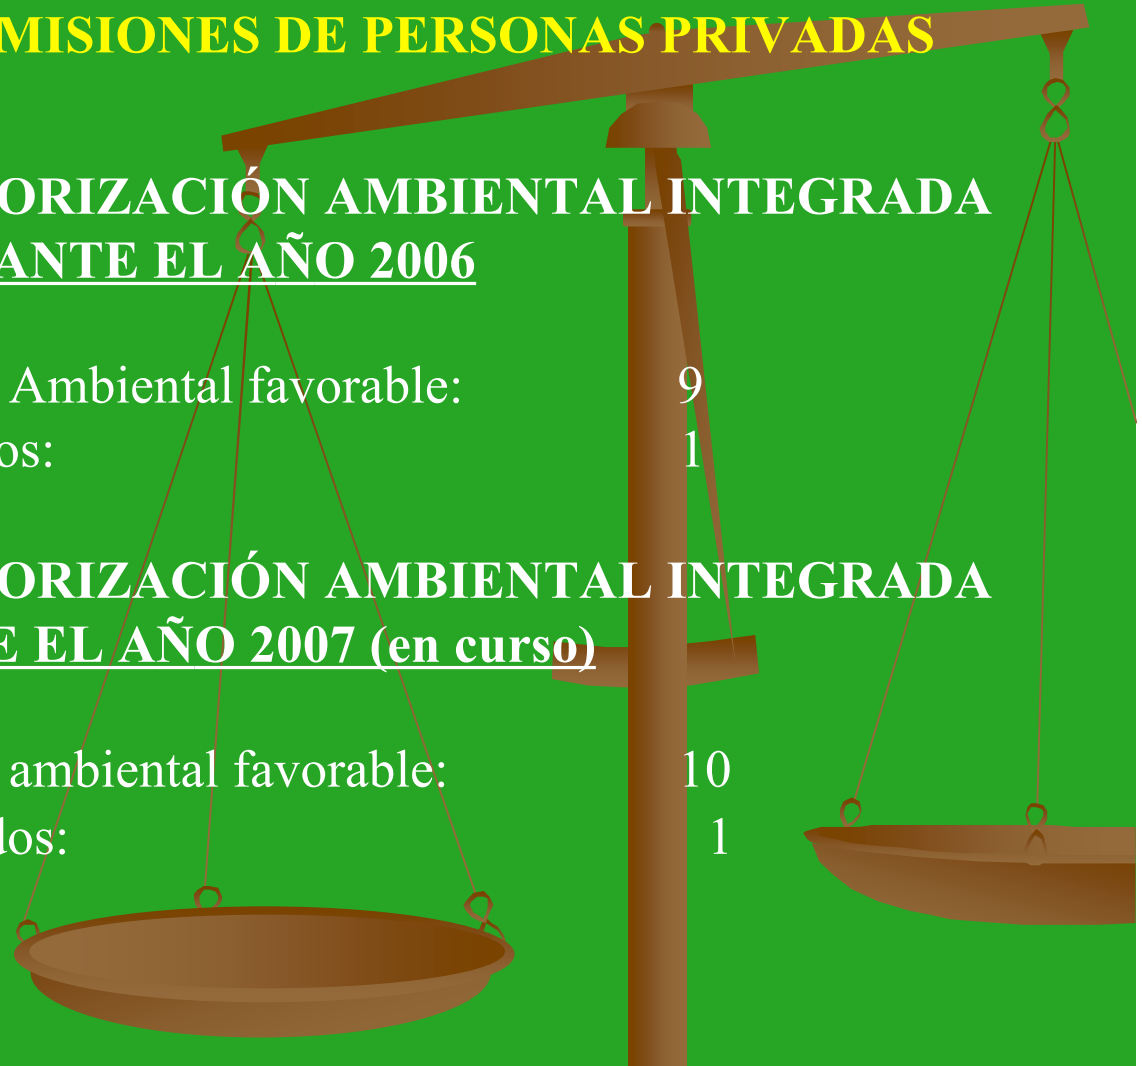 MISIONES DE PERSONAS PRIVADAS
ORIZACIÓN AMBIENTAL INTEGRADA
ANTE EL AÑO 2006
Ambiental favorable: 9
os: 1
ORIZACIÓN AMBIENTAL INTEGRADA
E EL AÑO 2007 (en curso)
ambiental favorable: 10
dos: 1